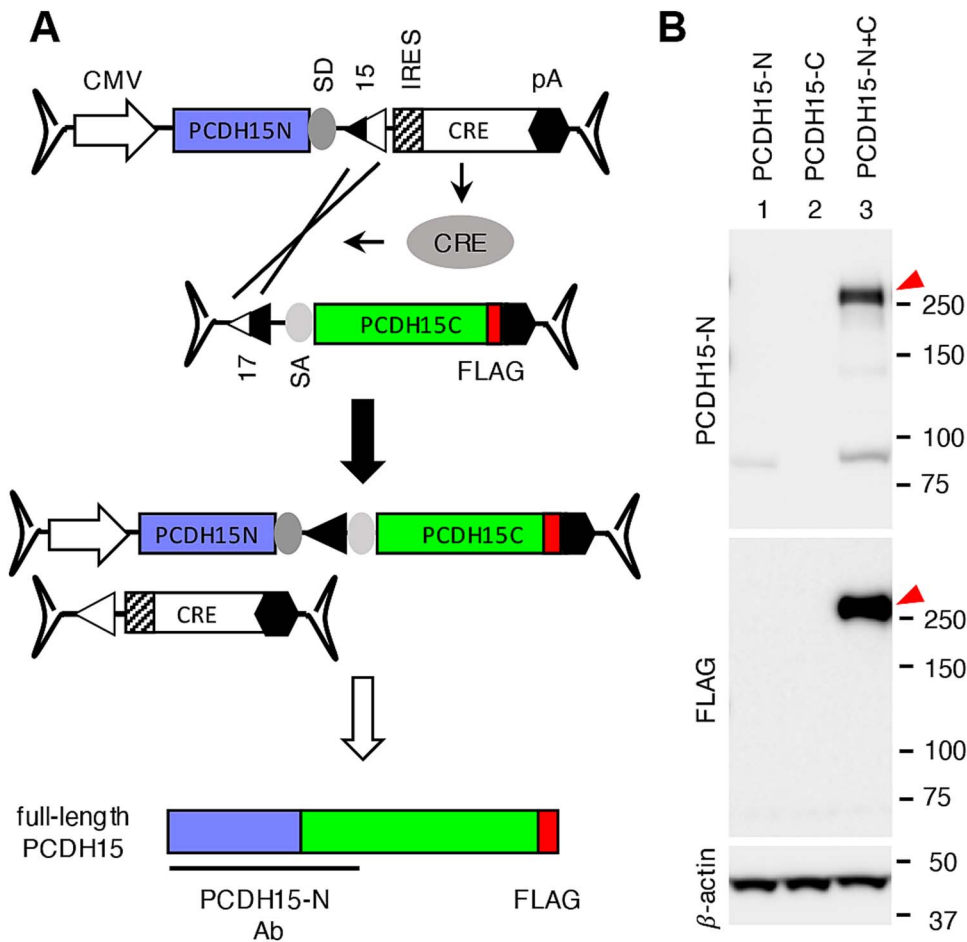 A
CMV
SD
15
IRES
pA
PCDH15N
CRE
CRE
PCDH15C
17
SA
FLAG
PCDH15N
PCDH15C
CRE
full-length
PCDH15
PCDH15-N
Ab
FLAG
B
PCDH15-N
PCDH15-C
PCDH15-N+C
1 2 3
PCDH15-N
250
150
100
75
FLAG
250
150
100
75
β-actin
50
37